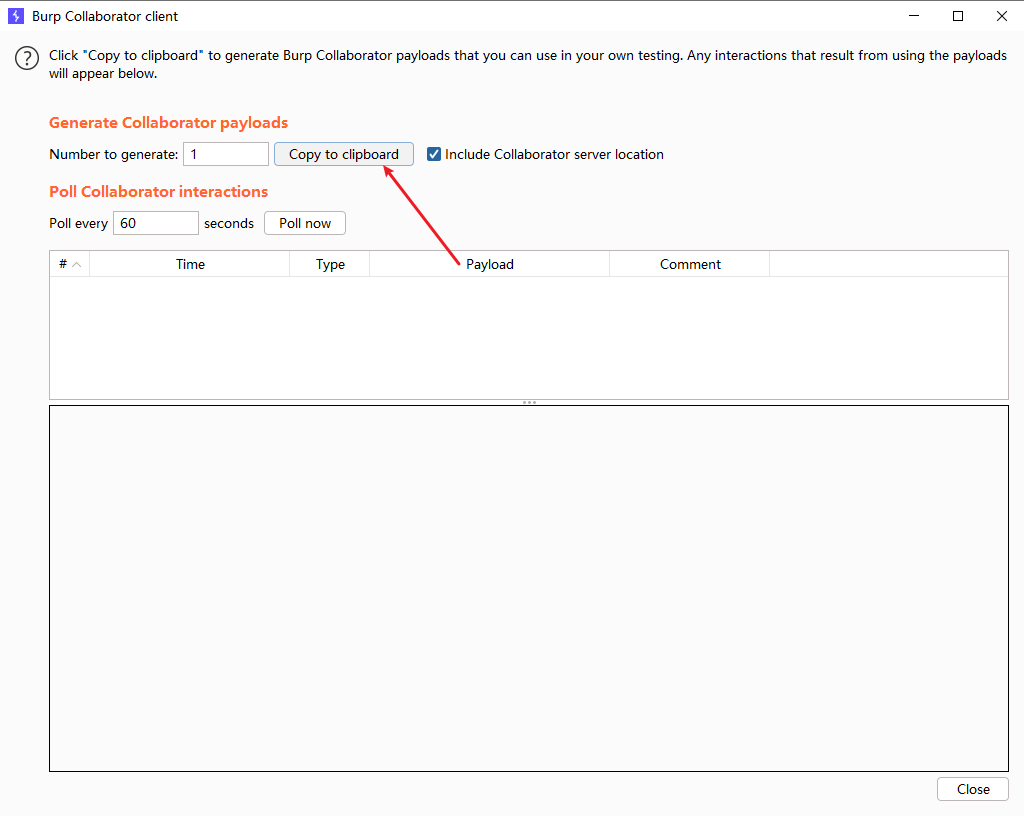 Burp Collaborator client
Click "Copy to clipboard" to generate Burp Collaborator payloads that you can use in your own testing. Any interactions that result from using the payloads
will appear below.
Generate Collaborator payloads
Number to generate: 1 Copy to clipboard Include Collaborator server location
Poll Collaborator interactions
Poll every 60 seconds Poll now
# Time Type Payload Comment
Close